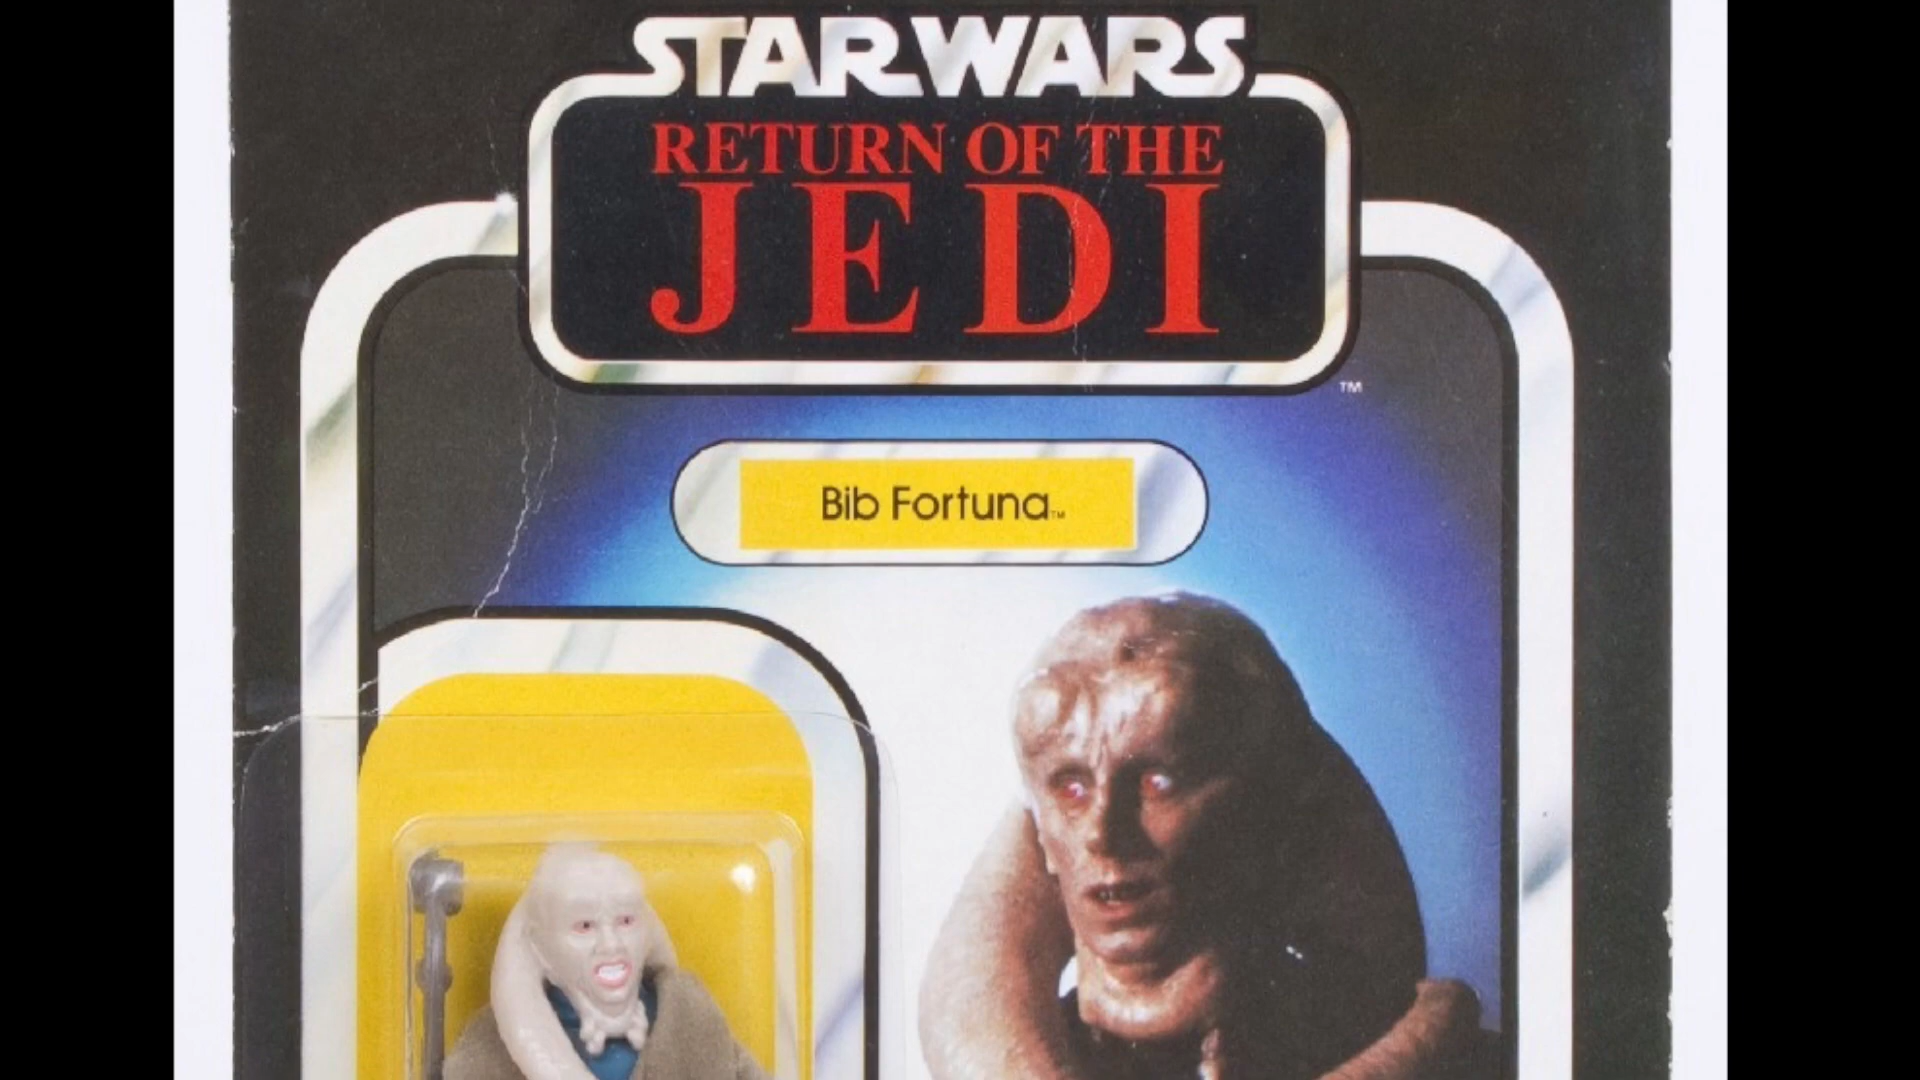 STAR WARS
RETURN OF THE
JEDI
TM
Bib Fortuna™